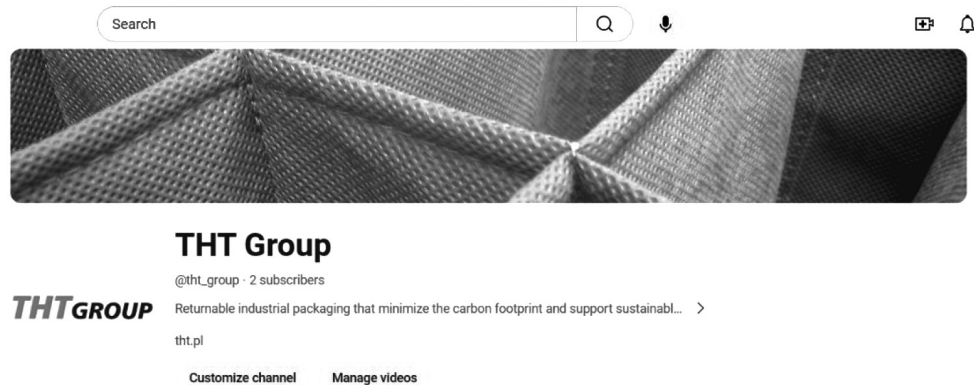 Search
THT Group
@tht_group · 2 subscribers
THTGROUP
Returnable industrial packaging that minimize the carbon footprint and support sustainabl...
tht.pl
Customize channel
Manage videos